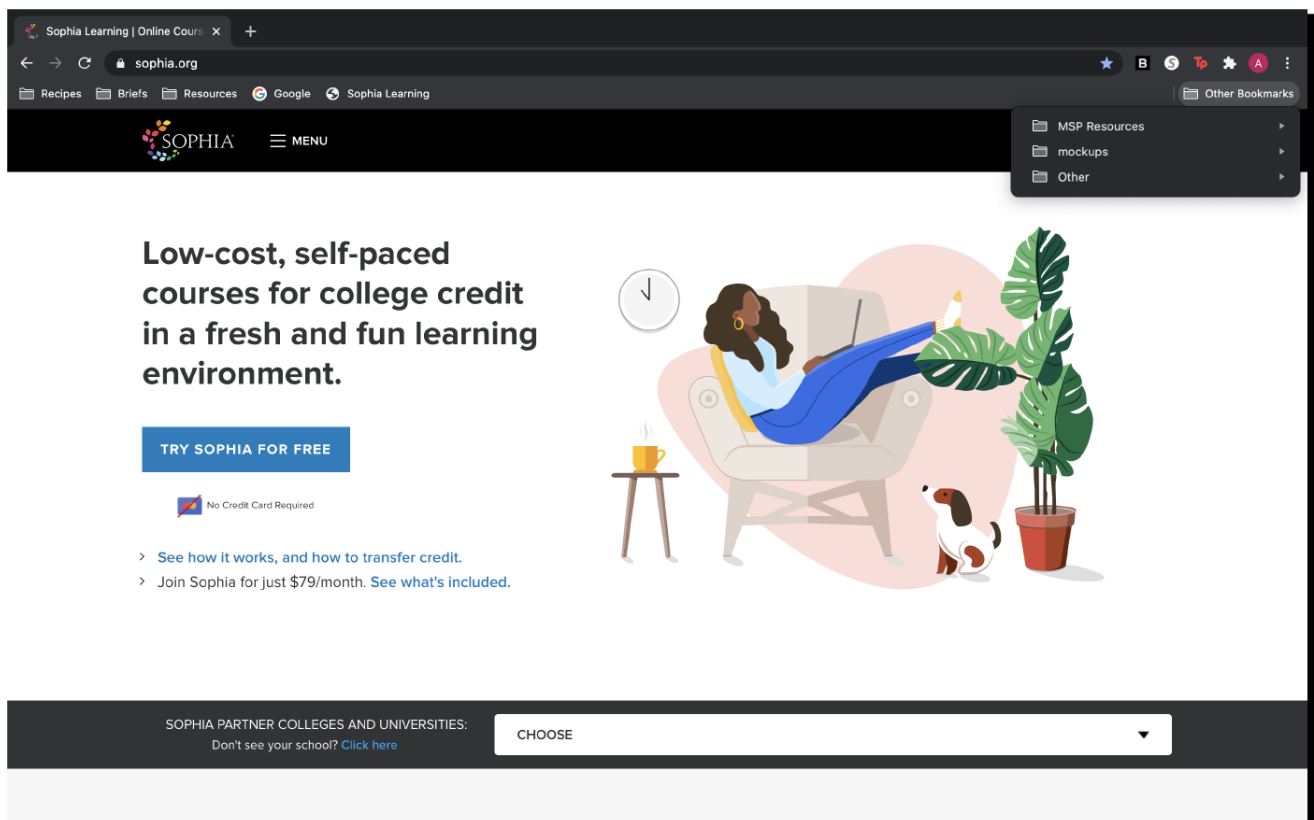 Sophia Learning | Online Cours
sophia.org
B S Tp A
Recipes Briefs Resources Google Sophia Learning Other Bookmarks
SOPHIA MENU
MSP Resources
mockups
Other
Low-cost, self-paced
courses for college credit
in a fresh and fun learning
environment.
TRY SOPHIA FOR FREE
No Credit Card Required
See how it works, and how to transfer credit.
Join Sophia for just $79/month. See what's included.
SOPHIA PARTNER COLLEGES AND UNIVERSITIES:
Don't see your school? Click here
CHOOSE